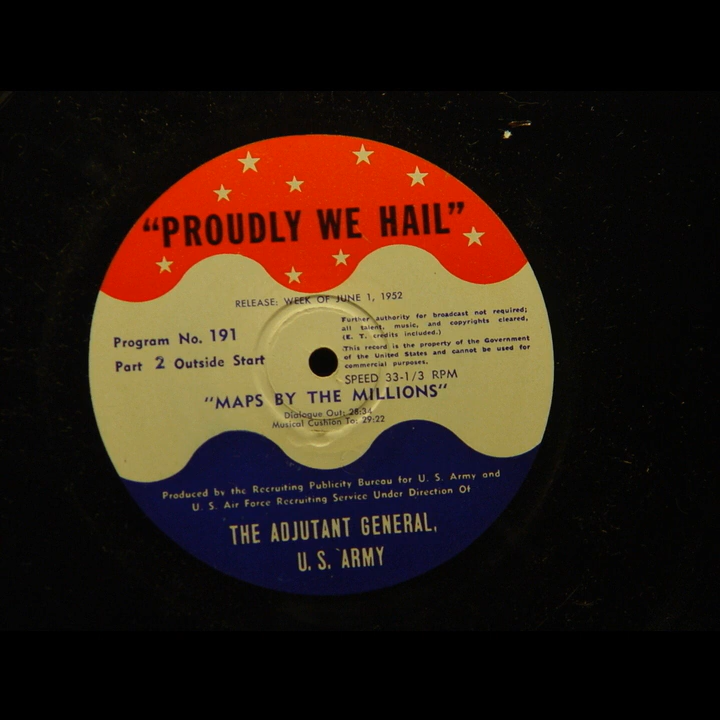 "PROUDLY WE HAIL"
RELEASE: WEEK OF JUNE 1, 1952
Program No. 191
Part 2 Outside Start
Further authority for broadcast not required;
all talent, music, and copyrights cleared,
(E. T. credits included.)
This record is the property of the Government
of the United States and cannot be used for
commercial purposes.
SPEED 33-1/3 RPM
"MAPS BY THE MILLIONS"
Dialogue Out: 28:34
Musical Cushion To: 29:22
Produced by the Recruiting Publicity Bureau for U. S. Army and
U. S. Air Force Recruiting Service Under Direction Of
THE ADJUTANT GENERAL,
U. S. ARMY